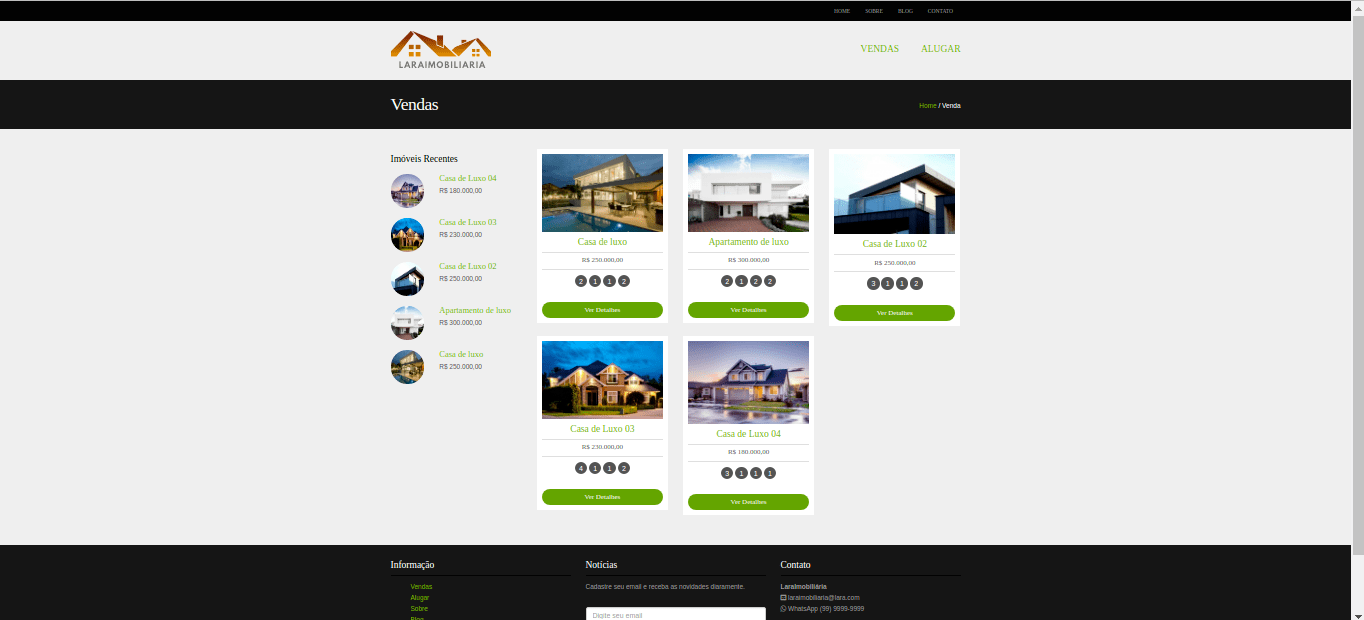 HOME SOBRE BLOG CONTATO
LARAIMOBILIARIA
VENDAS ALUGAR
Vendas
Home / Venda
Imóveis Recentes
Casa de Luxo 04
R$ 180.000,00
Casa de Luxo 03
R$ 230.000,00
Casa de Luxo 02
R$ 250.000,00
Apartamento de luxo
R$ 300.000,00
Casa de luxo
R$ 250.000,00
Casa de luxo
R$ 250.000,00
2 1 1 2
Ver Detalhes
Apartamento de luxo
R$ 300.000,00
2 1 2 2
Ver Detalhes
Casa de Luxo 02
R$ 250.000,00
3 1 1 2
Ver Detalhes
Casa de Luxo 03
R$ 230.000,00
4 1 1 2
Ver Detalhes
Casa de Luxo 04
R$ 180.000,00
3 1 1 1
Ver Detalhes
Informação
Vendas
Alugar
Sobre
Blog
Notícias
Cadastre seu email e receba as novidades diaramente.
Digite seu email
Contato
LaraImobiliária
laraimobiliaria@lara.com
WhatsApp (99) 9999-9999